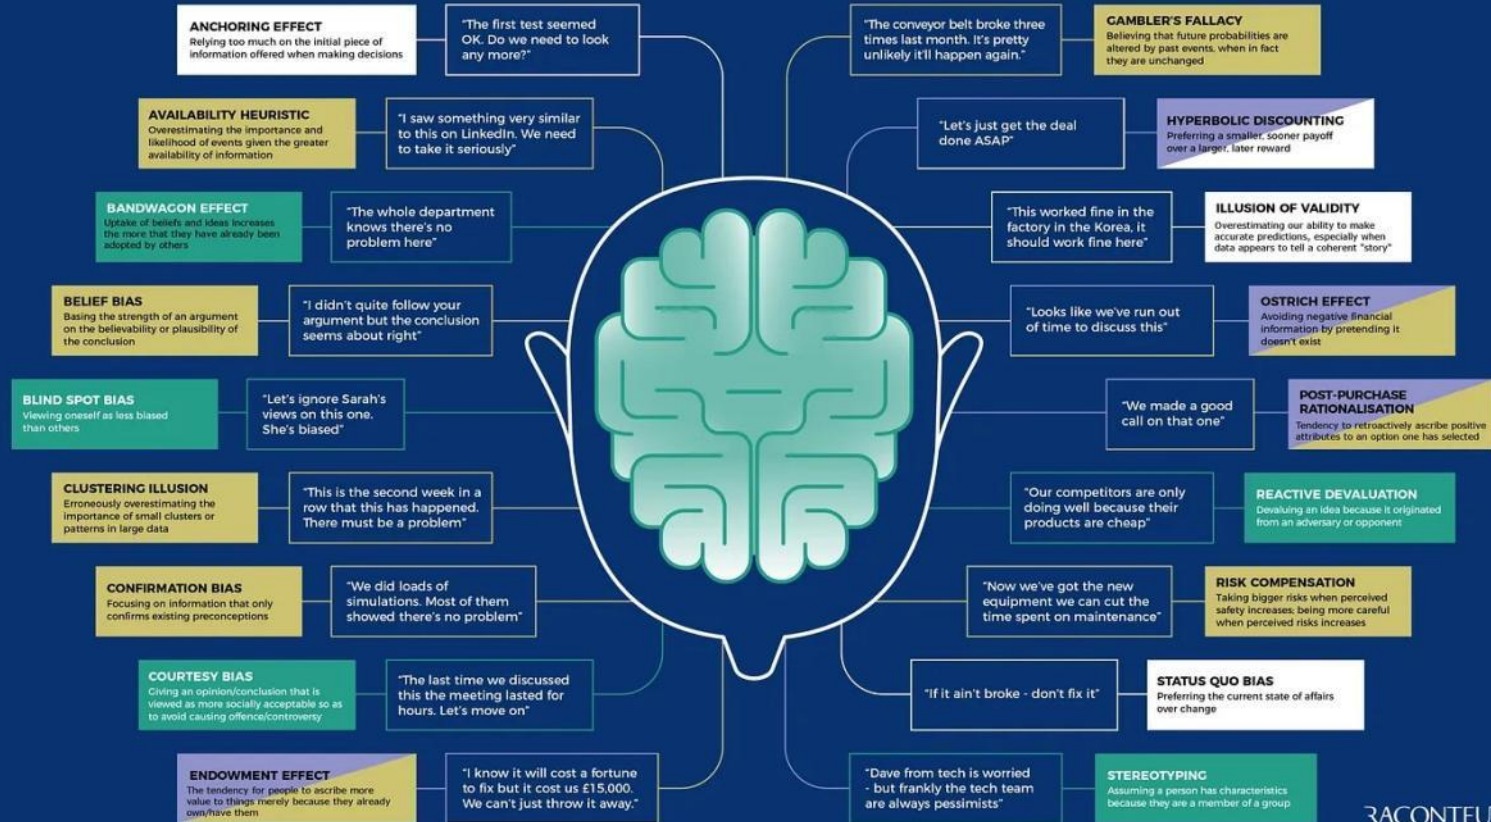 ANCHORING EFFECT
Relying too much on the initial piece of
information offered when making decisions
"The first test seemed
OK. Do we need to look
any more?"
AVAILABILITY HEURISTIC
Overestimating the importance and
likelihood of events given the greater
availability of information
"I saw something very similar
to this on LinkedIn. We need
to take it seriously"
BANDWAGON EFFECT
Uptake of beliefs and ideas increases
the more that they have already been
adopted by others
"The whole department
knows there's no
problem here"
BELIEF BIAS
Basing the strength of an argument
on the believability or plausibility of
the conclusion
"I didn't quite follow your
argument but the conclusion
seems about right"
BLIND SPOT BIAS
Viewing oneself as less biased
than others
"Let's ignore Sarah's
views on this one.
She's biased"
CLUSTERING ILLUSION
Erroneously overestimating the
importance of small clusters or
patterns in large data
"This is the second week in a
row that this has happened.
There must be a problem"
CONFIRMATION BIAS
Focusing on information that only
confirms existing preconceptions
"We did loads of
simulations. Most of them
showed there's no problem"
COURTESY BIAS
Giving an opinion/conclusion that is
viewed as more socially acceptable so as
to avoid causing offence/controversy
"The last time we discussed
this the meeting lasted for
hours. Let's move on"
ENDOWMENT EFFECT
The tendency for people to ascribe more
value to things merely because they already
own/have them
"I know it will cost a fortune
to fix but it cost us £15,000.
We can't just throw it away."
"The conveyor belt broke three
times last month. It's pretty
unlikely it'll happen again."
GAMBLER'S FALLACY
Believing that future probabilities are
altered by past events, when in fact
they are unchanged
"Let's just get the deal
done ASAP"
HYPERBOLIC DISCOUNTING
Preferring a smaller, sooner payoff
over a larger, later reward
"This worked fine in the
factory in the Korea, it
should work fine here"
ILLUSION OF VALIDITY
Overestimating our ability to make
accurate predictions, especially when
data appears to tell a coherent "story"
"Looks like we've run out
of time to discuss this"
OSTRICH EFFECT
Avoiding negative financial
information by pretending it
doesn't exist
"We made a good
call on that one"
POST-PURCHASE
RATIONALISATION
Tendency to retroactively ascribe positive
attributes to an option one has selected
"Our competitors are only
doing well because their
products are cheap"
REACTIVE DEVALUATION
Devaluing an idea because it originated
from an adversary or opponent
"Now we've got the new
equipment we can cut the
time spent on maintenance"
RISK COMPENSATION
Taking bigger risks when perceived
safety increases; being more careful
when perceived risks increases
"If it ain't broke - don't fix it"
STATUS QUO BIAS
Preferring the current state of affairs
over change
"Dave from tech is worried
- but frankly the tech team
are always pessimists"
STEREOTYPING
Assuming a person has characteristics
because they are a member of a group